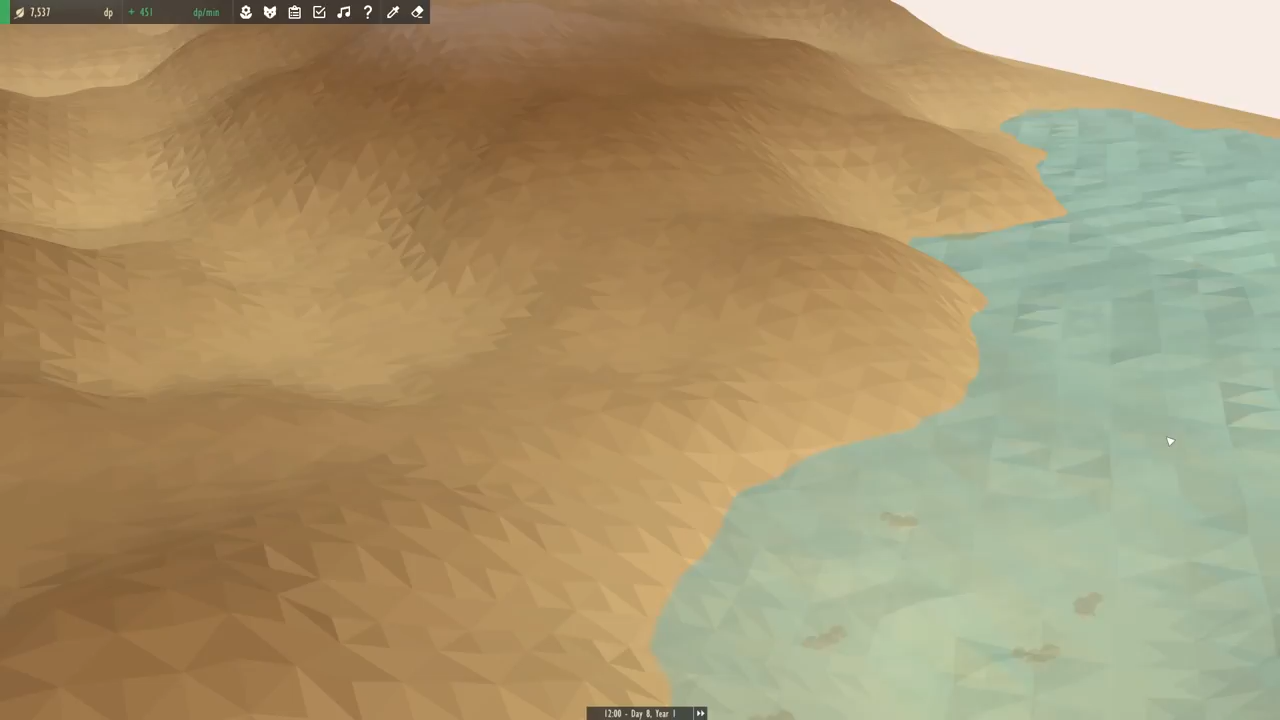 7,537 dp + 451 dp/min ?
12:00 - Day 8, Year 1